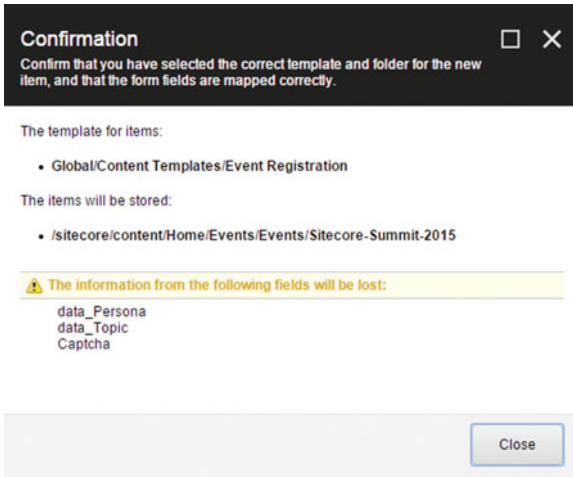 Confirmation
Confirm that you have selected the correct template and folder for the new
item, and that the form fields are mapped correctly.
The template for items:
• Global/Content Templates/Event Registration
The items will be stored:
• /sitecore/content/Home/Events/Events/Sitecore-Summit-2015
The information from the following fields will be lost:
data_Persona
data_Topic
Captcha
Close